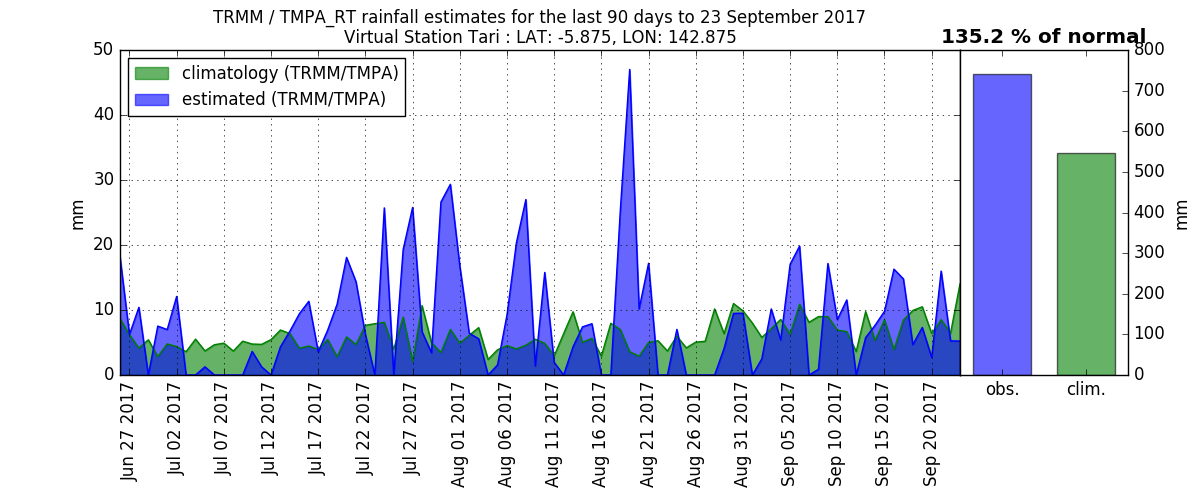 TRMM / TMPA_RT rainfall estimates for the last 90 days to 23 September 2017
Virtual Station Tari : LAT: -5.875, LON: 142.875
135.2 % of normal
climatology (TRMM/TMPA)
estimated (TRMM/TMPA)
50
40
30
20
10
0
mm
Jun 27 2017
Jul 02 2017
Jul 07 2017
Jul 12 2017
Jul 17 2017
Jul 22 2017
Jul 27 2017
Aug 01 2017
Aug 06 2017
Aug 11 2017
Aug 16 2017
Aug 21 2017
Aug 26 2017
Aug 31 2017
Sep 05 2017
Sep 10 2017
Sep 15 2017
Sep 20 2017
obs.
clim.
800
700
600
500
400
300
200
100
0
mm